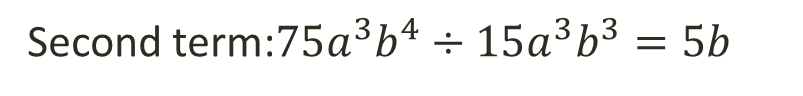 Second term:75a³b⁴ ÷ 15a³b³ = 5b